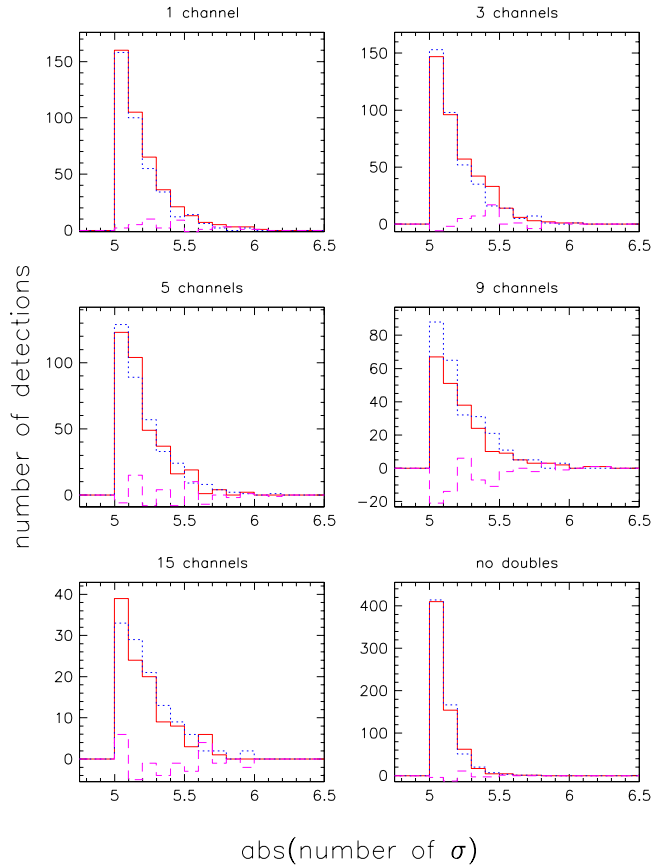 1 channel
3 channels
150
100
50
0
5 5.5 6 6.5
150
100
50
0
5 5.5 6 6.5
5 channels
9 channels
100
0
5 5.5 6 6.5
80
60
40
20
0
−20
5 5.5 6 6.5
number of detections
15 channels
no doubles
40
30
20
10
0
5 5.5 6 6.5
400
300
200
100
0
5 5.5 6 6.5
abs(number of σ)